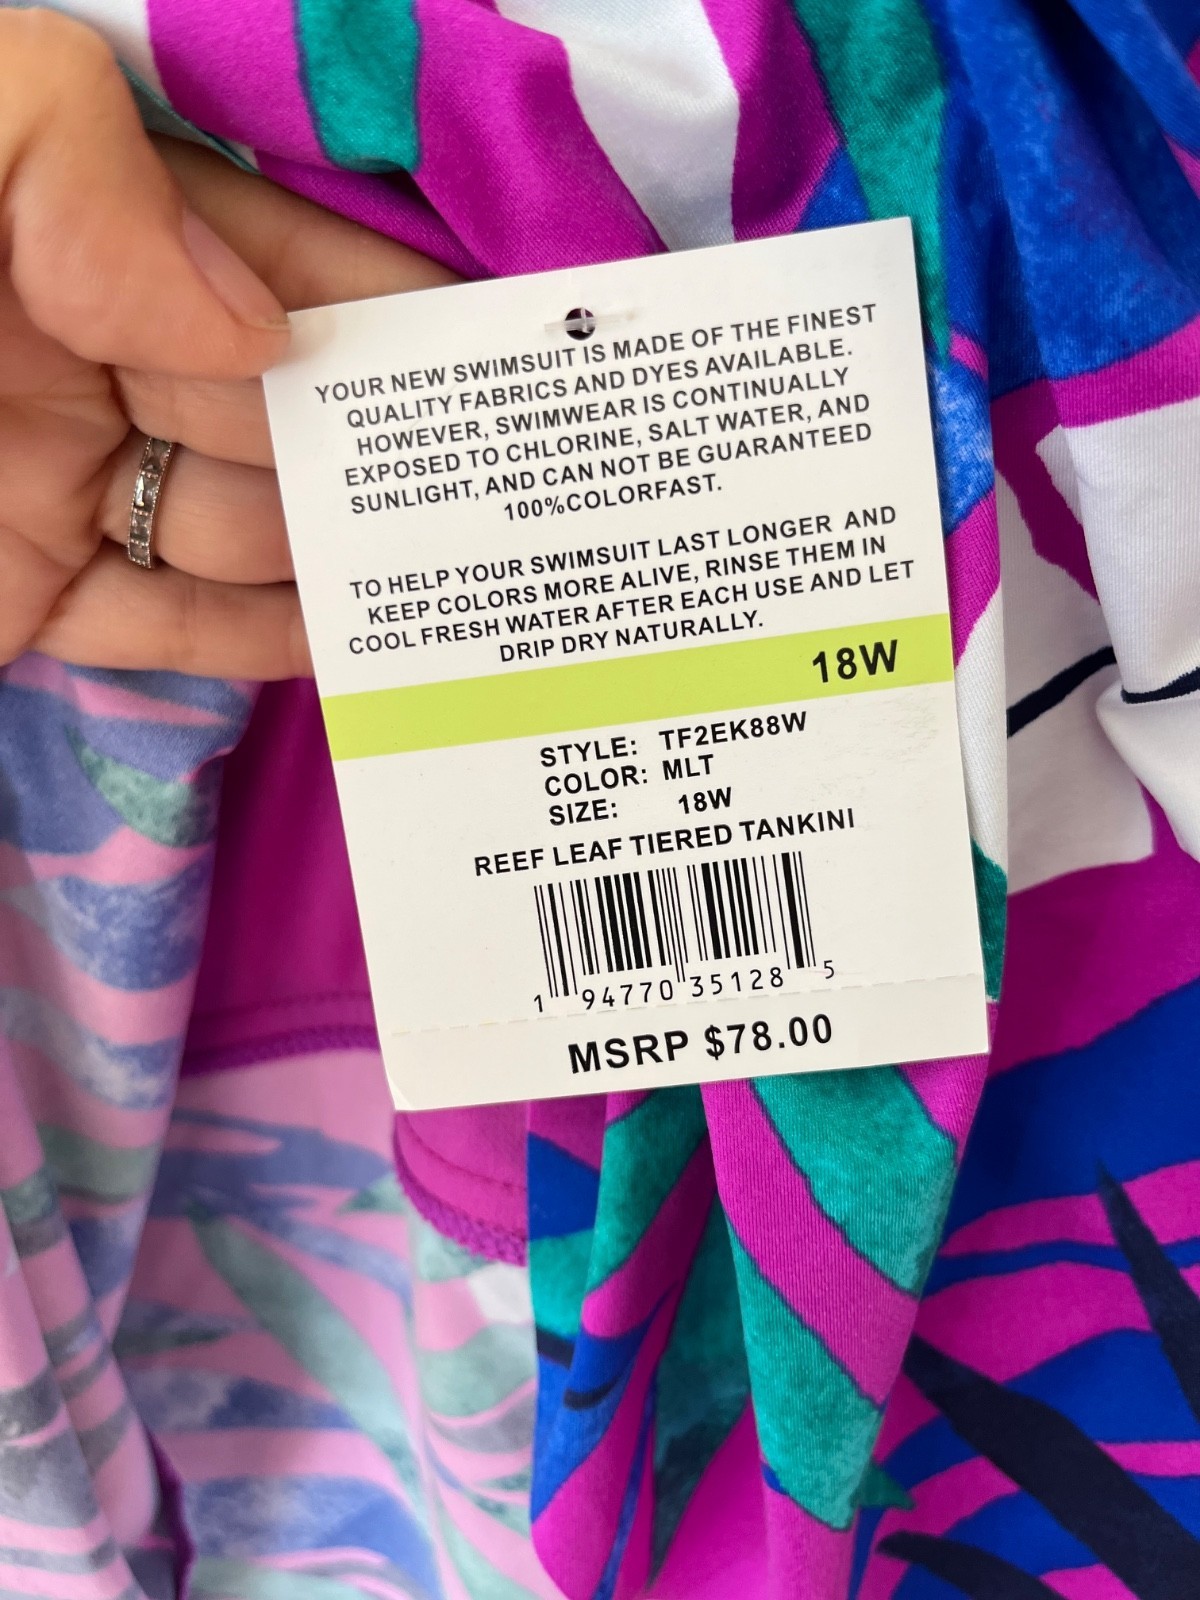 YOUR NEW SWIMSUIT IS MADE OF THE FINEST
QUALITY FABRICS AND DYES AVAILABLE.
HOWEVER, SWIMWEAR IS CONTINUALLY
EXPOSED TO CHLORINE, SALT WATER, AND
SUNLIGHT, AND CAN NOT BE GUARANTEED
100%COLORFAST.
TO HELP YOUR SWIMSUIT LAST LONGER AND
KEEP COLORS MORE ALIVE, RINSE THEM IN
COOL FRESH WATER AFTER EACH USE AND LET
DRIP DRY NATURALLY.
18W
STYLE: TF2EK88W
COLOR: MLT
SIZE: 18W
REEF LEAF TIERED TANKINI
1 94770 35128 5
MSRP $78.00